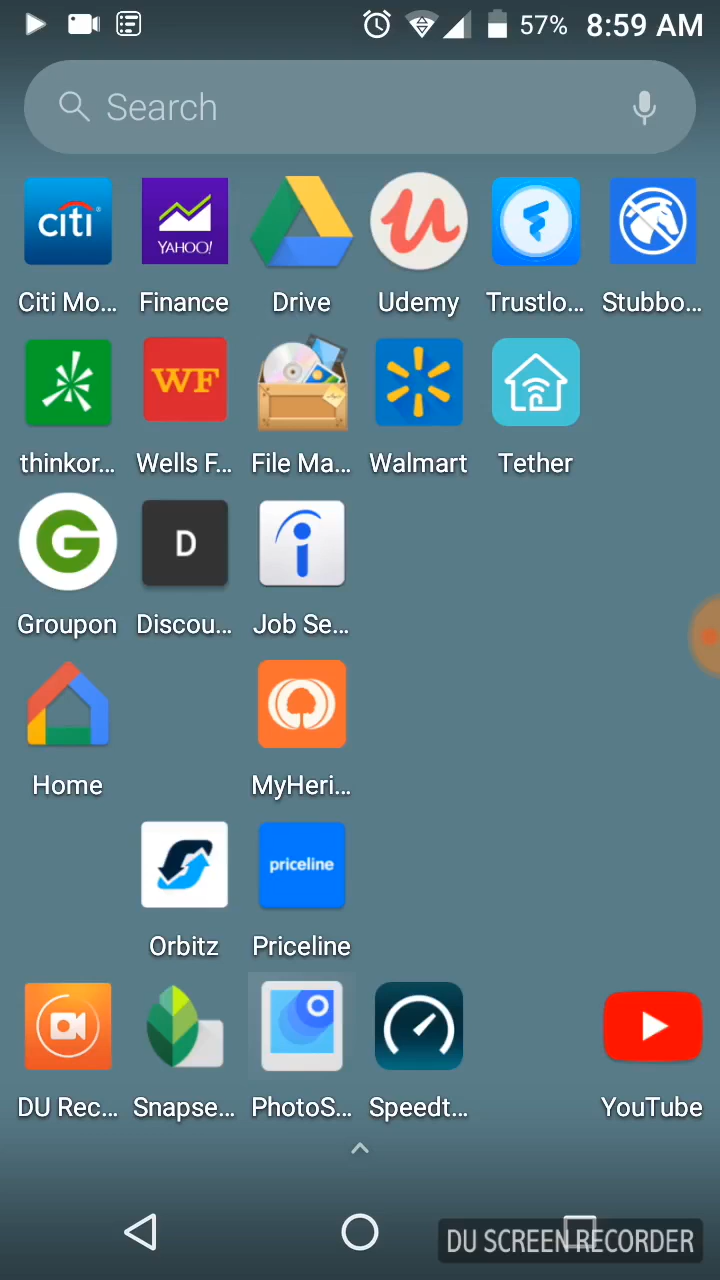 57% 8:59 AM
Search
citi YAHOO!
Citi Mo... Finance Drive Udemy Trustlo... Stubbo...
WF
thinkor... Wells F... File Ma... Walmart Tether
G D i
Groupon Discou... Job Se...
Home MyHeri...
priceline
Orbitz Priceline
DU Rec... Snapse... PhotoS... Speedt... YouTube
DU SCREEN RECORDER